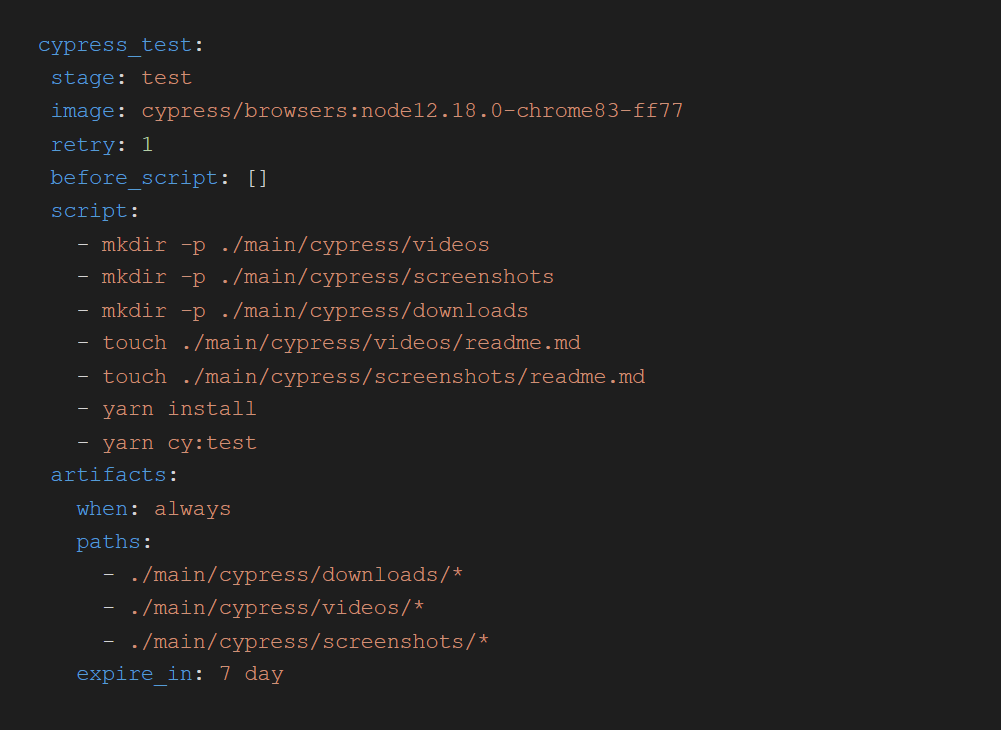 cypress_test:
 stage: test
 image: cypress/browsers:node12.18.0-chrome83-ff77
 retry: 1
 before_script: []
 script:
   - mkdir -p ./main/cypress/videos
   - mkdir -p ./main/cypress/screenshots
   - mkdir -p ./main/cypress/downloads
   - touch ./main/cypress/videos/readme.md
   - touch ./main/cypress/screenshots/readme.md
   - yarn install
   - yarn cy:test
 artifacts:
   when: always
   paths:
     - ./main/cypress/downloads/*
     - ./main/cypress/videos/*
     - ./main/cypress/screenshots/*
   expire_in: 7 day